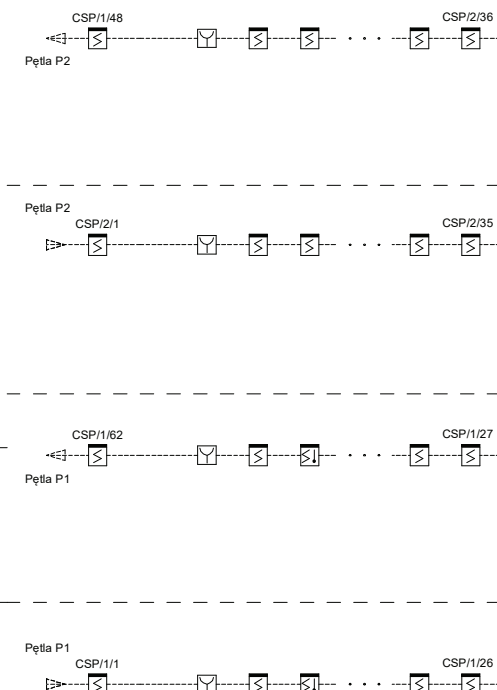 CSP/1/48 CSP/2/36
Pętla P2
Pętla P2
CSP/2/1 CSP/2/35
CSP/1/62 CSP/1/27
Pętla P1
Pętla P1
CSP/1/1 CSP/1/26